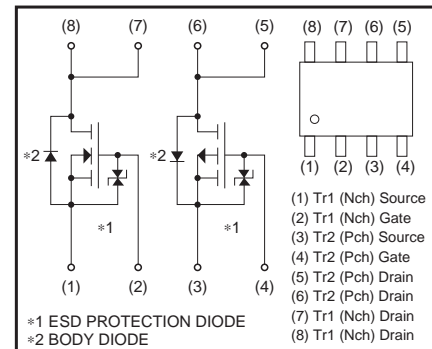 (8) (7) (6) (5)
(8) (7) (6) (5)
∗2 ∗2
∗1 ∗1
(1) (2) (3) (4)
(1) (2) (3) (4)
(1) Tr1 (Nch) Source
(2) Tr1 (Nch) Gate
(3) Tr2 (Pch) Source
(4) Tr2 (Pch) Gate
(5) Tr2 (Pch) Drain
(6) Tr2 (Pch) Drain
(7) Tr1 (Nch) Drain
(8) Tr1 (Nch) Drain
∗1 ESD PROTECTION DIODE
∗2 BODY DIODE